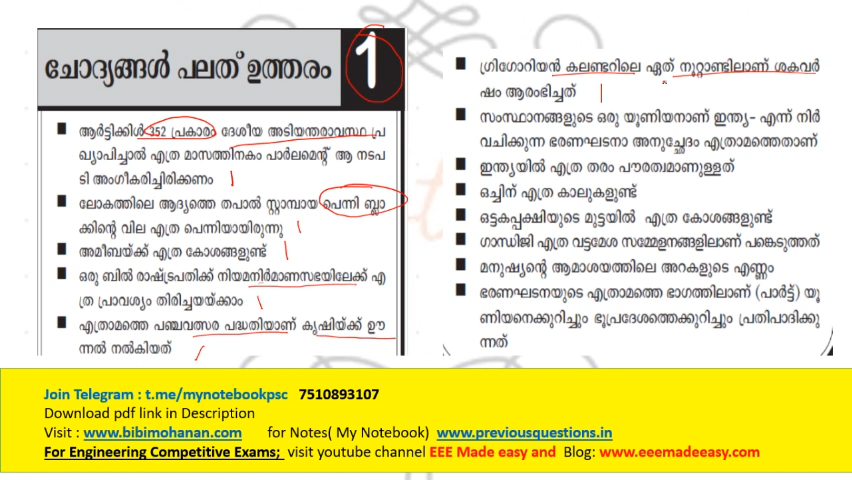 ചോദ്യങ്ങൾ പലത് ഉത്തരം 1
■ ആർട്ടിക്കിൾ 352 പ്രകാരം ദേശീയ അടിയന്തരാവസ്ഥ പ്ര
ഖ്യാപിച്ചാൽ എത്ര മാസത്തിനകം പാർലമെന്റ് ആ നടപ
ടി അംഗീകരിച്ചിരിക്കണം
■ ലോകത്തിലെ ആദ്യത്തെ തപാൽ സ്റ്റാമ്പായ പെന്നി ബ്ലാ
ക്കിന്റെ വില എത്ര പെന്നിയായിരുന്നു
■ അമീബയ്ക്ക് എത്ര കോശങ്ങളുണ്ട്
■ ഒരു ബിൽ രാഷ്ട്രപതിക്ക് നിയമനിർമാണസഭയിലേക്ക് എ
ത്ര പ്രാവശ്യം തിരിച്ചയയ്ക്കാം
■ എത്രാമത്തെ പഞ്ചവത്സര പദ്ധതിയാണ് കൃഷിയ്ക്ക് ഊ
ന്നൽ നല്കിയത്
■ ഗ്രിഗോറിയൻ കലണ്ടറിലെ ഏത് നൂറ്റാണ്ടിലാണ് ശകവർ
ഷം ആരംഭിച്ചത്
■ സംസ്ഥാനങ്ങളുടെ ഒരു യൂണിയനാണ് ഇന്ത്യ- എന്ന് നിർ
വചിക്കുന്ന ഭരണഘടനാ അനുച്ഛേദം എത്രാമത്തെതാണ്
■ ഇന്ത്യയിൽ എത്ര തരം പൗരത്വമാണുള്ളത്
■ ഒച്ചിന് എത്ര കാലുകളുണ്ട്
■ ഒട്ടകപ്പക്ഷിയുടെ മുട്ടയിൽ എത്ര കോശങ്ങളുണ്ട്
■ ഗാന്ധിജി എത്ര വട്ടമേശ സമ്മേളനങ്ങളിലാണ് പങ്കെടുത്തത്
■ മനുഷ്യന്റെ ആമാശയത്തിലെ അറകളുടെ എണ്ണം
■ ഭരണഘടനയുടെ എത്രാമത്തെ ഭാഗത്തിലാണ് (പാർട്ട്) യൂ
ണിയനെക്കുറിച്ചും ഭൂപ്രദേശത്തെക്കുറിച്ചും പ്രതിപാദിക്കു
ന്നത്
Join Telegram : t.me/mynotebookpsc 7510893107
Download pdf link in Description
Visit : www.bibimohanan.com for Notes( My Notebook) www.previousquestions.in
For Engineering Competitive Exams; visit youtube channel EEE Made easy and Blog: www.eeemadeeasy.com